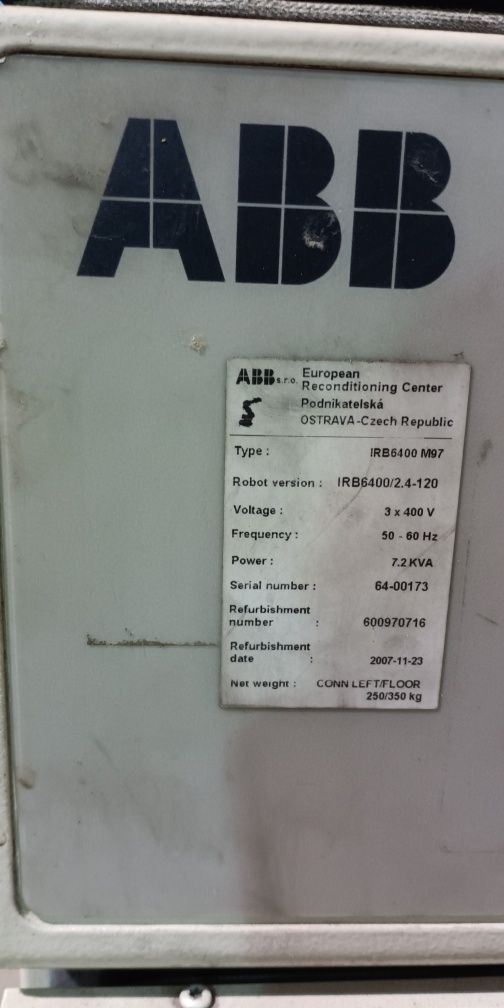 ABB
ABB s.r.o. European
Reconditioning Center
Podnikatelská
OSTRAVA-Czech Republic
Type : IRB6400 M97
Robot version : IRB6400/2.4-120
Voltage : 3 x 400 V
Frequency : 50 - 60 Hz
Power : 7.2 KVA
Serial number : 64-00173
Refurbishment
number : 600970716
Refurbishment
date : 2007-11-23
Net weight : CONN LEFT/FLOOR
250/350 kg